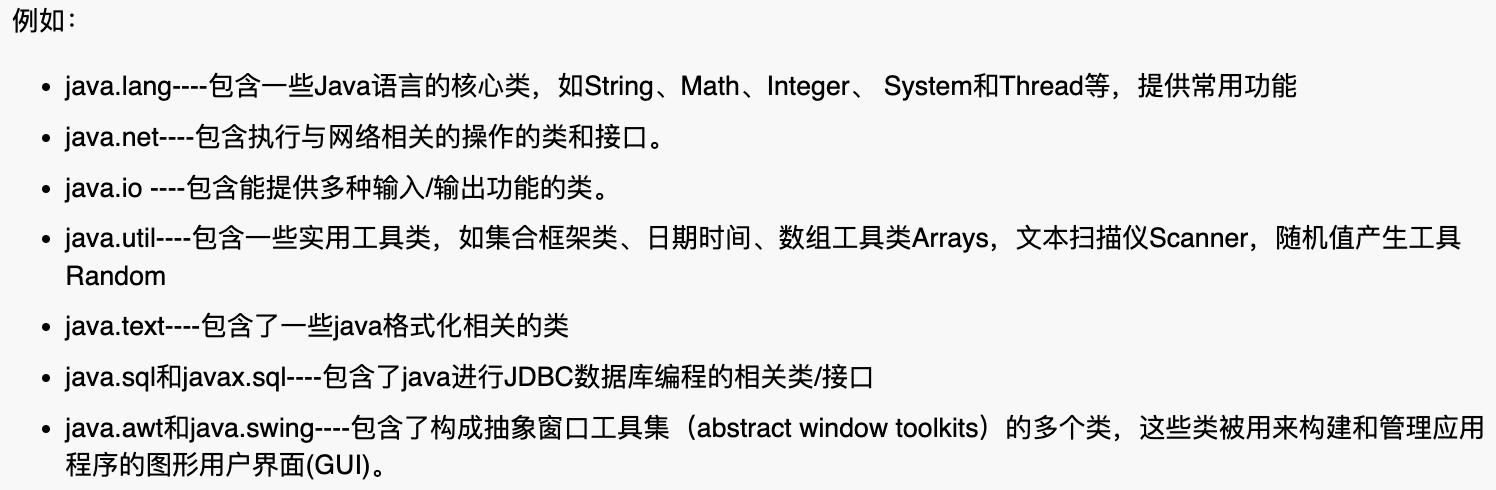 例如：
• java.lang----包含一些Java语言的核心类，如String、Math、Integer、 System和Thread等，提供常用功能
• java.net----包含执行与网络相关的操作的类和接口。
• java.io ----包含能提供多种输入/输出功能的类。
• java.util----包含一些实用工具类，如集合框架类、日期时间、数组工具类Arrays，文本扫描仪Scanner，随机值产生工具
Random
• java.text----包含了一些java格式化相关的类
• java.sql和javax.sql----包含了java进行JDBC数据库编程的相关类/接口
• java.awt和java.swing----包含了构成抽象窗口工具集（abstract window toolkits）的多个类，这些类被用来构建和管理应用
程序的图形用户界面(GUI)。